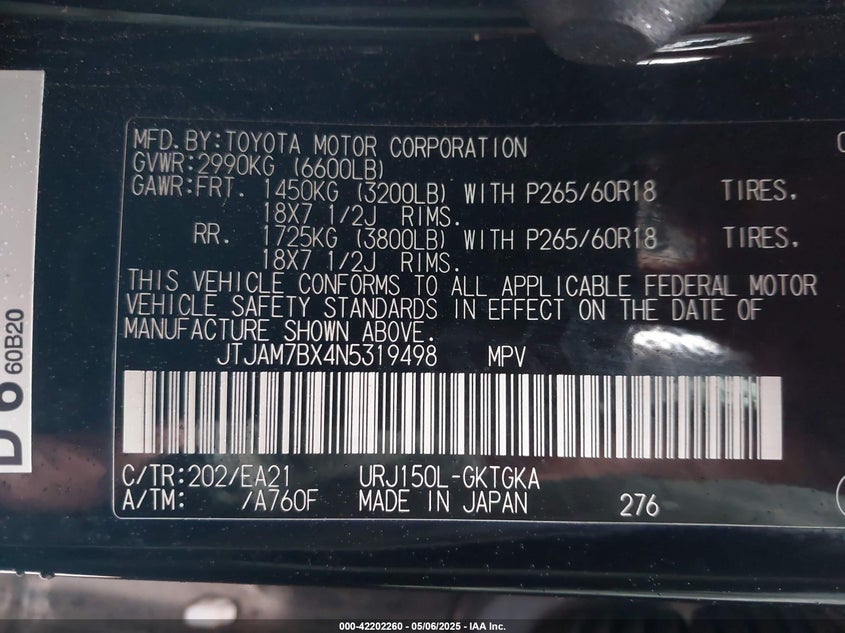 MFD.BY:TOYOTA MOTOR CORPORATION
GVWR:2990KG (6600LB)
GAWR:FRT. 1450KG (3200LB) WITH P265/60R18 TIRES.
18X7 1/2J RIMS.
RR. 1725KG (3800LB) WITH P265/60R18 TIRES.
18X7 1/2J RIMS.
THIS VEHICLE CONFORMS TO ALL APPLICABLE FEDERAL MOTOR
VEHICLE SAFETY STANDARDS IN EFFECT ON THE DATE OF
MANUFACTURE SHOWN ABOVE.
JTJAM7BX4N5319498 MPV
C/TR:202/EA21 URJ150L-GKTGKA
A/TM: /A760F MADE IN JAPAN 276
60B20
000-42202260 - 05/06/2025 - IAA Inc.